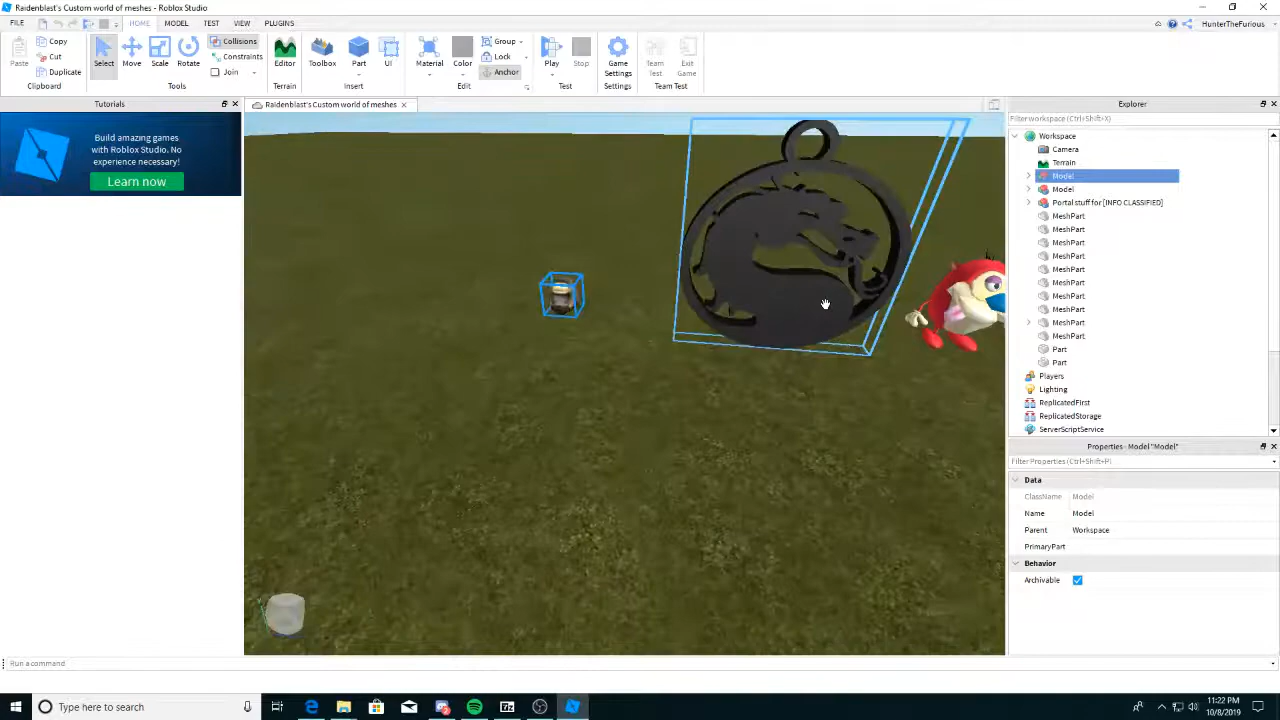 Raidenblast's Custom world of meshes - Roblox Studio
FILE HOME MODEL TEST VIEW PLUGINS HunterTheFurious
Paste Copy Cut Duplicate Clipboard
Select Move Scale Rotate Collisions Constraints Join Tools
Editor Terrain
Toolbox Part UI Insert
Material Color Group Lock Anchor Edit
Play Stop Test
Game Settings Settings
Team Test Exit Game Team Test
Tutorials
Build amazing games
with Roblox Studio. No
experience necessary!
Learn now
Raidenblast's Custom world of meshes
Explorer
Filter workspace (Ctrl+Shift+X)
Workspace
Camera
Terrain
Model
Model
Portal stuff for [INFO CLASSIFIED]
MeshPart
MeshPart
MeshPart
MeshPart
MeshPart
MeshPart
MeshPart
MeshPart
MeshPart
MeshPart
Part
Part
Players
Lighting
ReplicatedFirst
ReplicatedStorage
ServerScriptService
Properties - Model "Model"
Filter Properties (Ctrl+Shift+P)
Data
ClassName Model
Name Model
Parent Workspace
PrimaryPart
Behavior
Archivable
Run a command
Type here to search
7z
11:22 PM
10/8/2019